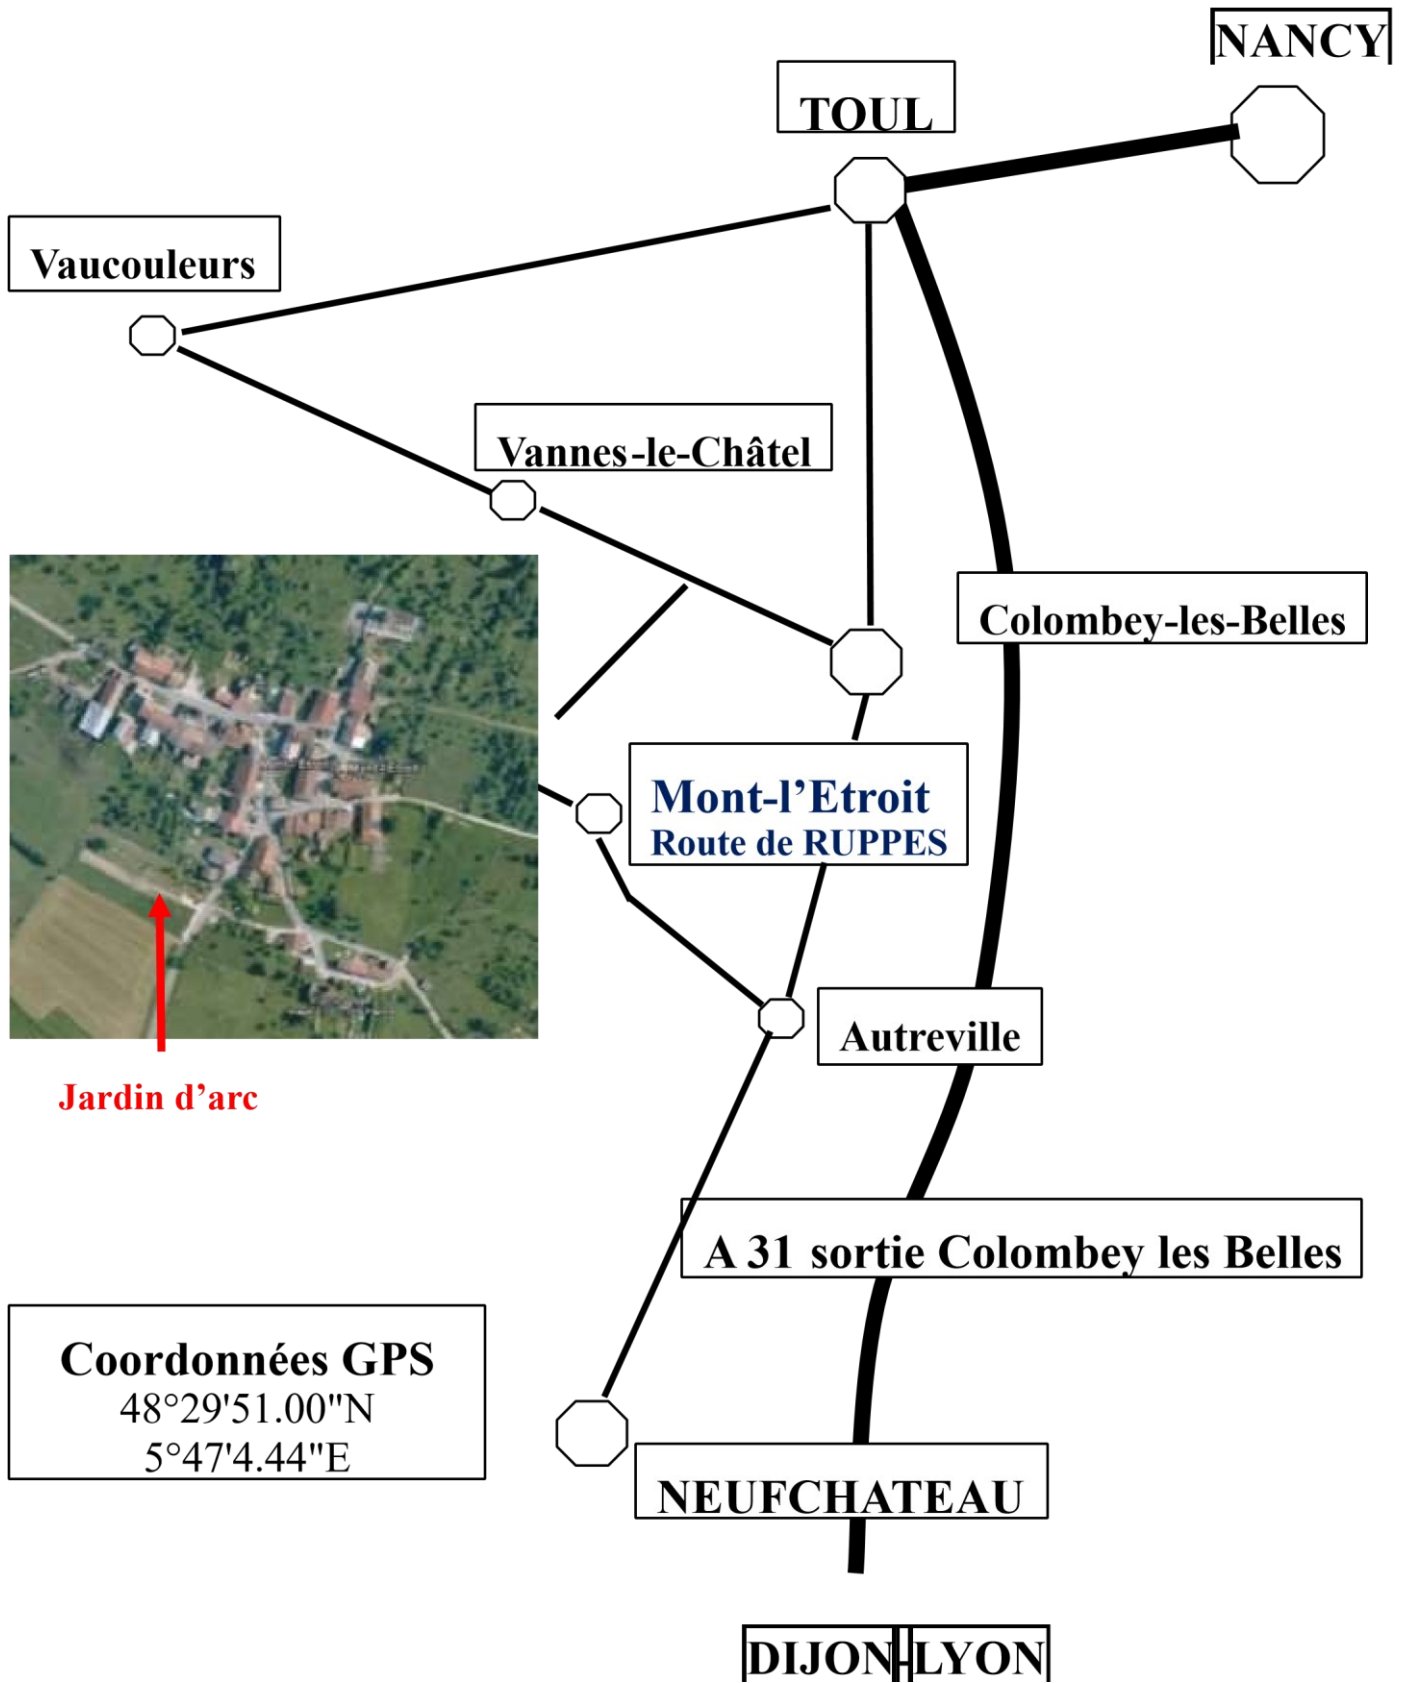 NANCY
TOUL
Vaucouleurs
Vannes-le-Châtel
Colombey-les-Belles
Mont-l’Etroit
Route de RUPPES
Autreville
Jardin d’arc
A 31 sortie Colombey les Belles
Coordonnées GPS
48°29'51.00"N
5°47'4.44"E
NEUFCHATEAU
DIJON-LYON